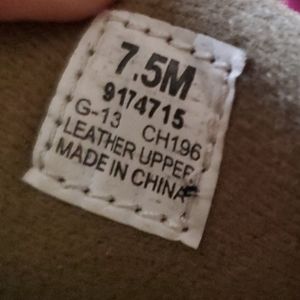 7.5M
9174715
G-13 CH196
LEATHER UPPER
MADE IN CHINA